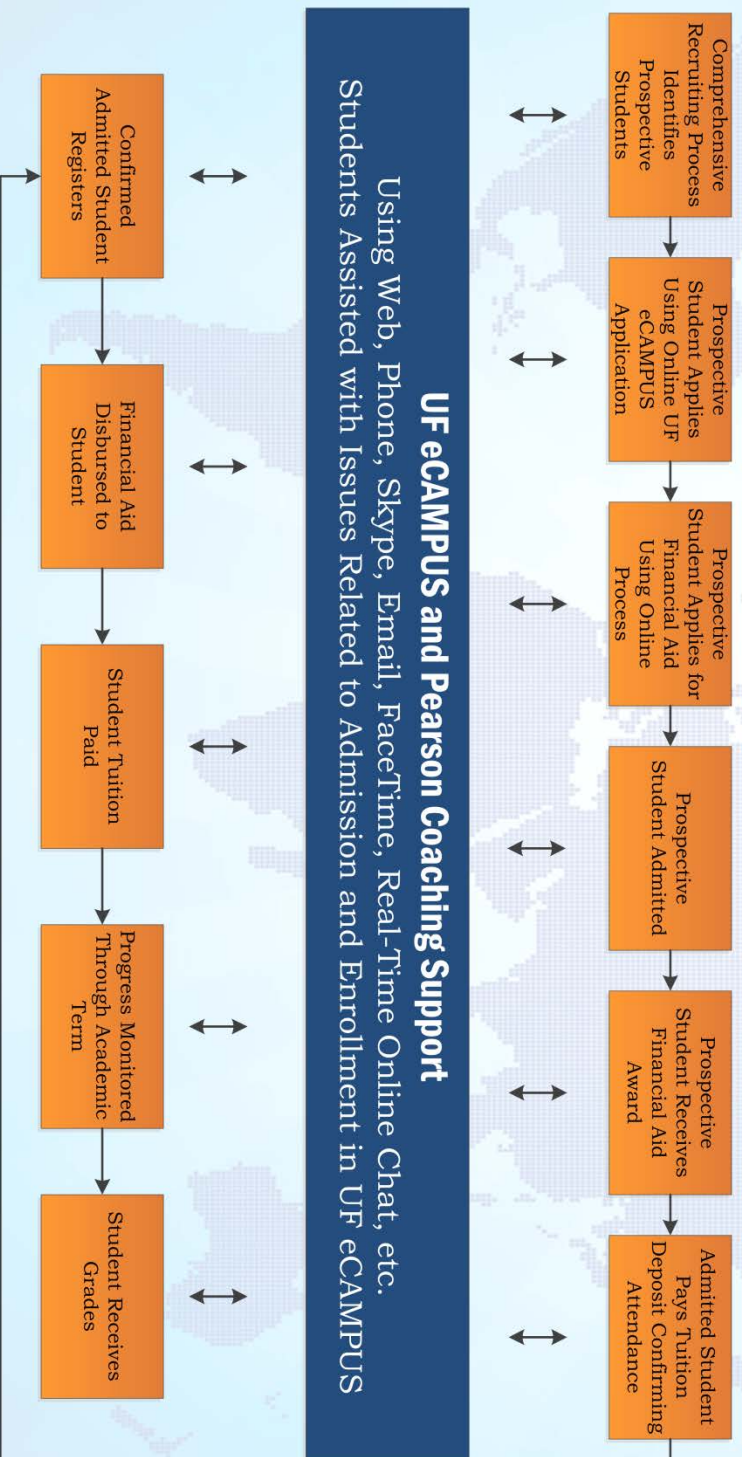 Comprehensive
Recruiting Process
Identifies
Prospective
Students
Prospective
Student Applies
Using Online UF
eCAMPUS
Application
Prospective
Student Applies for
Financial Aid
Using Online
Process
Prospective
Student Admitted
Prospective
Student Receives
Financial Aid
Award
Admitted Student
Pays Tuition
Deposit Confirming
Attendance
UF eCAMPUS and Pearson Coaching Support
Using Web, Phone, Skype, Email, FaceTime, Real-Time Online Chat, etc.
Students Assisted with Issues Related to Admission and Enrollment in UF eCAMPUS
Confirmed
Admitted Student
Registers
Financial Aid
Disbursed to
Student
Student Tuition
Paid
Progress Monitored
Through Academic
Term
Student Receives
Grades